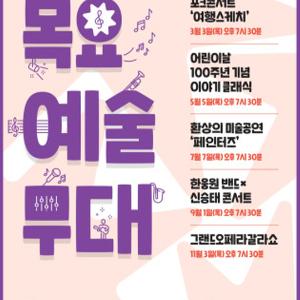 목요
예술
무대
포크콘서트
‘여행스케치’
3월 3일(목) 오후 7시 30분
어린이날
100주년 기념
이야기 클래식
5월 5일(목) 오후 7시 30분
환상의 미술공연
‘페인터즈’
7월 7일(목) 오후 7시 30분
한웅원 밴드×
신승태 콘서트
9월 1일(목) 오후 7시 30분
그랜드오페라갈라쇼
11월 3일(목) 오후 7시 30분